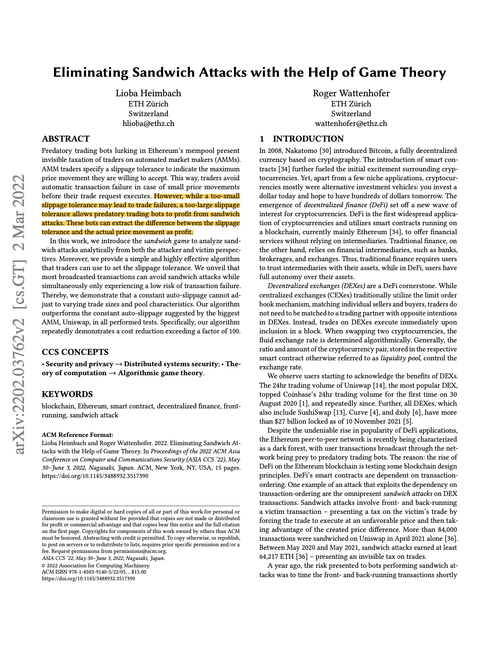 Eliminating Sandwich Attacks with the Help of Game Theory
Lioba Heimbach
ETH Zürich
Switzerland
hlioba@ethz.ch
Roger Wattenhofer
ETH Zürich
Switzerland
wattenhofer@ethz.ch
ABSTRACT
Predatory trading bots lurking in Ethereum's mempool present
invisible taxation of traders on automated market makers (AMMs).
AMM traders specify a slippage tolerance to indicate the maximum
price movement they are willing to accept. This way, traders avoid
automatic transaction failure in case of small price movements
before their trade request executes. However, while a too-small
slippage tolerance may lead to trade failures, a too-large slippage
tolerance allows predatory trading bots to profit from sandwich
attacks. These bots can extract the difference between the slippage
tolerance and the actual price movement as profit.
In this work, we introduce the sandwich game to analyze sand-
wich attacks analytically from both the attacker and victim perspec-
tives. Moreover, we provide a simple and highly effective algorithm
that traders can use to set the slippage tolerance. We unveil that
most broadcasted transactions can avoid sandwich attacks while
simultaneously only experiencing a low risk of transaction failure.
Thereby, we demonstrate that a constant auto-slippage cannot ad-
just to varying trade sizes and pool characteristics. Our algorithm
outperforms the constant auto-slippage suggested by the biggest
AMM, Uniswap, in all performed tests. Specifically, our algorithm
repeatedly demonstrates a cost reduction exceeding a factor of 100.
CCS CONCEPTS
• Security and privacy → Distributed systems security; • The-
ory of computation → Algorithmic game theory.
KEYWORDS
blockchain, Ethereum, smart contract, decentralized finance, front-
running, sandwich attack
ACM Reference Format:
Lioba Heimbach and Roger Wattenhofer. 2022. Eliminating Sandwich At-
tacks with the Help of Game Theory. In Proceedings of the 2022 ACM Asia
Conference on Computer and Communications Security (ASIA CCS '22), May
30–June 3, 2022, Nagasaki, Japan. ACM, New York, NY, USA, 15 pages.
https://doi.org/10.1145/3488932.3517390
Permission to make digital or hard copies of all or part of this work for personal or
classroom use is granted without fee provided that copies are not made or distributed
for profit or commercial advantage and that copies bear this notice and the full citation
on the first page. Copyrights for components of this work owned by others than ACM
must be honored. Abstracting with credit is permitted. To copy otherwise, or republish,
to post on servers or to redistribute to lists, requires prior specific permission and/or a
fee. Request permissions from permissions@acm.org.
ASIA CCS '22, May 30–June 3, 2022, Nagasaki, Japan.
© 2022 Association for Computing Machinery.
ACM ISBN 978-1-4503-9140-5/22/05...$15.00
https://doi.org/10.1145/3488932.3517390
1 INTRODUCTION
In 2008, Nakamoto [30] introduced Bitcoin, a fully decentralized
currency based on cryptography. The introduction of smart con-
tracts [34] further fueled the initial excitement surrounding cryp-
tocurrencies. Yet, apart from a few niche applications, cryptocur-
rencies mostly were alternative investment vehicles: you invest a
dollar today and hope to have hundreds of dollars tomorrow. The
emergence of decentralized finance (DeFi) set off a new wave of
interest for cryptocurrencies. DeFi is the first widespread applica-
tion of cryptocurrencies and utilizes smart contracts running on
a blockchain, currently mainly Ethereum [34], to offer financial
services without relying on intermediaries. Traditional finance, on
the other hand, relies on financial intermediaries, such as banks,
brokerages, and exchanges. Thus, traditional finance requires users
to trust intermediaries with their assets, while in DeFi, users have
full autonomy over their assets.
Decentralized exchanges (DEXes) are a DeFi cornerstone. While
centralized exchanges (CEXes) traditionally utilize the limit order
book mechanism, matching individual sellers and buyers, traders do
not need to be matched to a trading partner with opposite intentions
in DEXes. Instead, trades on DEXes execute immediately upon
inclusion in a block. When swapping two cryptocurrencies, the
fluid exchange rate is determined algorithmically. Generally, the
ratio and amount of the cryptocurrency pair, stored in the respective
smart contract otherwise referred to as liquidity pool, control the
exchange rate.
We observe users starting to acknowledge the benefits of DEXs.
The 24hr trading volume of Uniswap [14], the most popular DEX,
topped Coinbase's 24hr trading volume for the first time on 30
August 2020 [1], and repeatedly since. Further, all DEXes, which
also include SushiSwap [13], Curve [4], and dxdy [6], have more
than $27 billion locked as of 10 November 2021 [5].
Despite the undeniable rise in popularity of DeFi applications,
the Ethereum peer-to-peer network is recently being characterized
as a dark forest, with user transactions broadcast through the net-
work being prey to predatory trading bots. The reason: the rise of
DeFi on the Ethereum blockchain is testing some blockchain design
principles. DeFi's smart contracts are dependent on transaction-
ordering. One example of an attack that exploits the dependency on
transaction-ordering are the omnipresent sandwich attacks on DEX
transactions. Sandwich attacks involve front- and back-running
a victim transaction – presenting a tax on the victim's trade by
forcing the trade to execute at an unfavorable price and then tak-
ing advantage of the created price difference. More than 84,000
transactions were sandwiched on Uniswap in April 2021 alone [36].
Between May 2020 and May 2021, sandwich attacks earned at least
64,217 ETH [36] – presenting an invisible tax on trades.
A year ago, the risk presented to bots performing sandwich at-
tacks was to time the front- and back-running transactions shortly
arXiv:2202.03762v2 [cs.GT] 2 Mar 2022